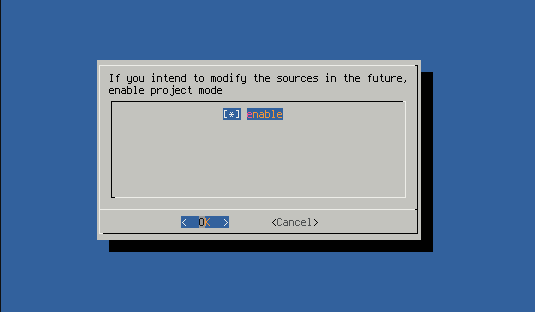 If you intend to modify the sources in the future,
enable project mode
[*] enable
< OK > <Cancel>